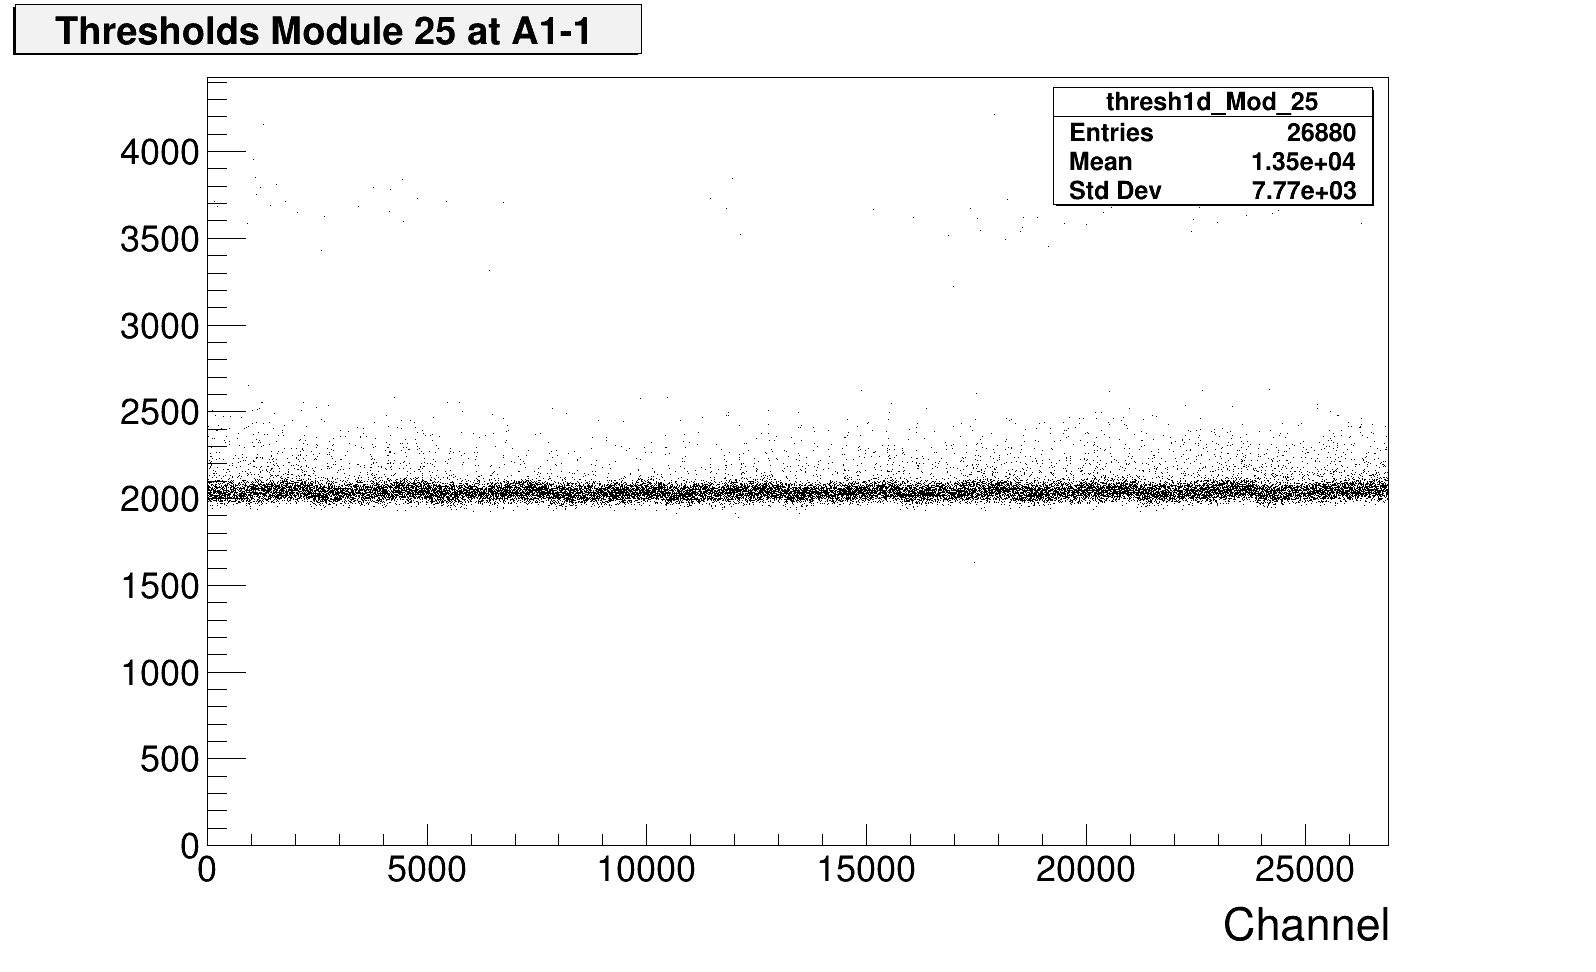 Thresholds Module 25 at A1-1
thresh1d_Mod_25
Entries 26880
Mean 1.35e+04
Std Dev 7.77e+03
4000
3500
3000
2500
2000
1500
1000
500
0
0 5000 10000 15000 20000 25000
Channel